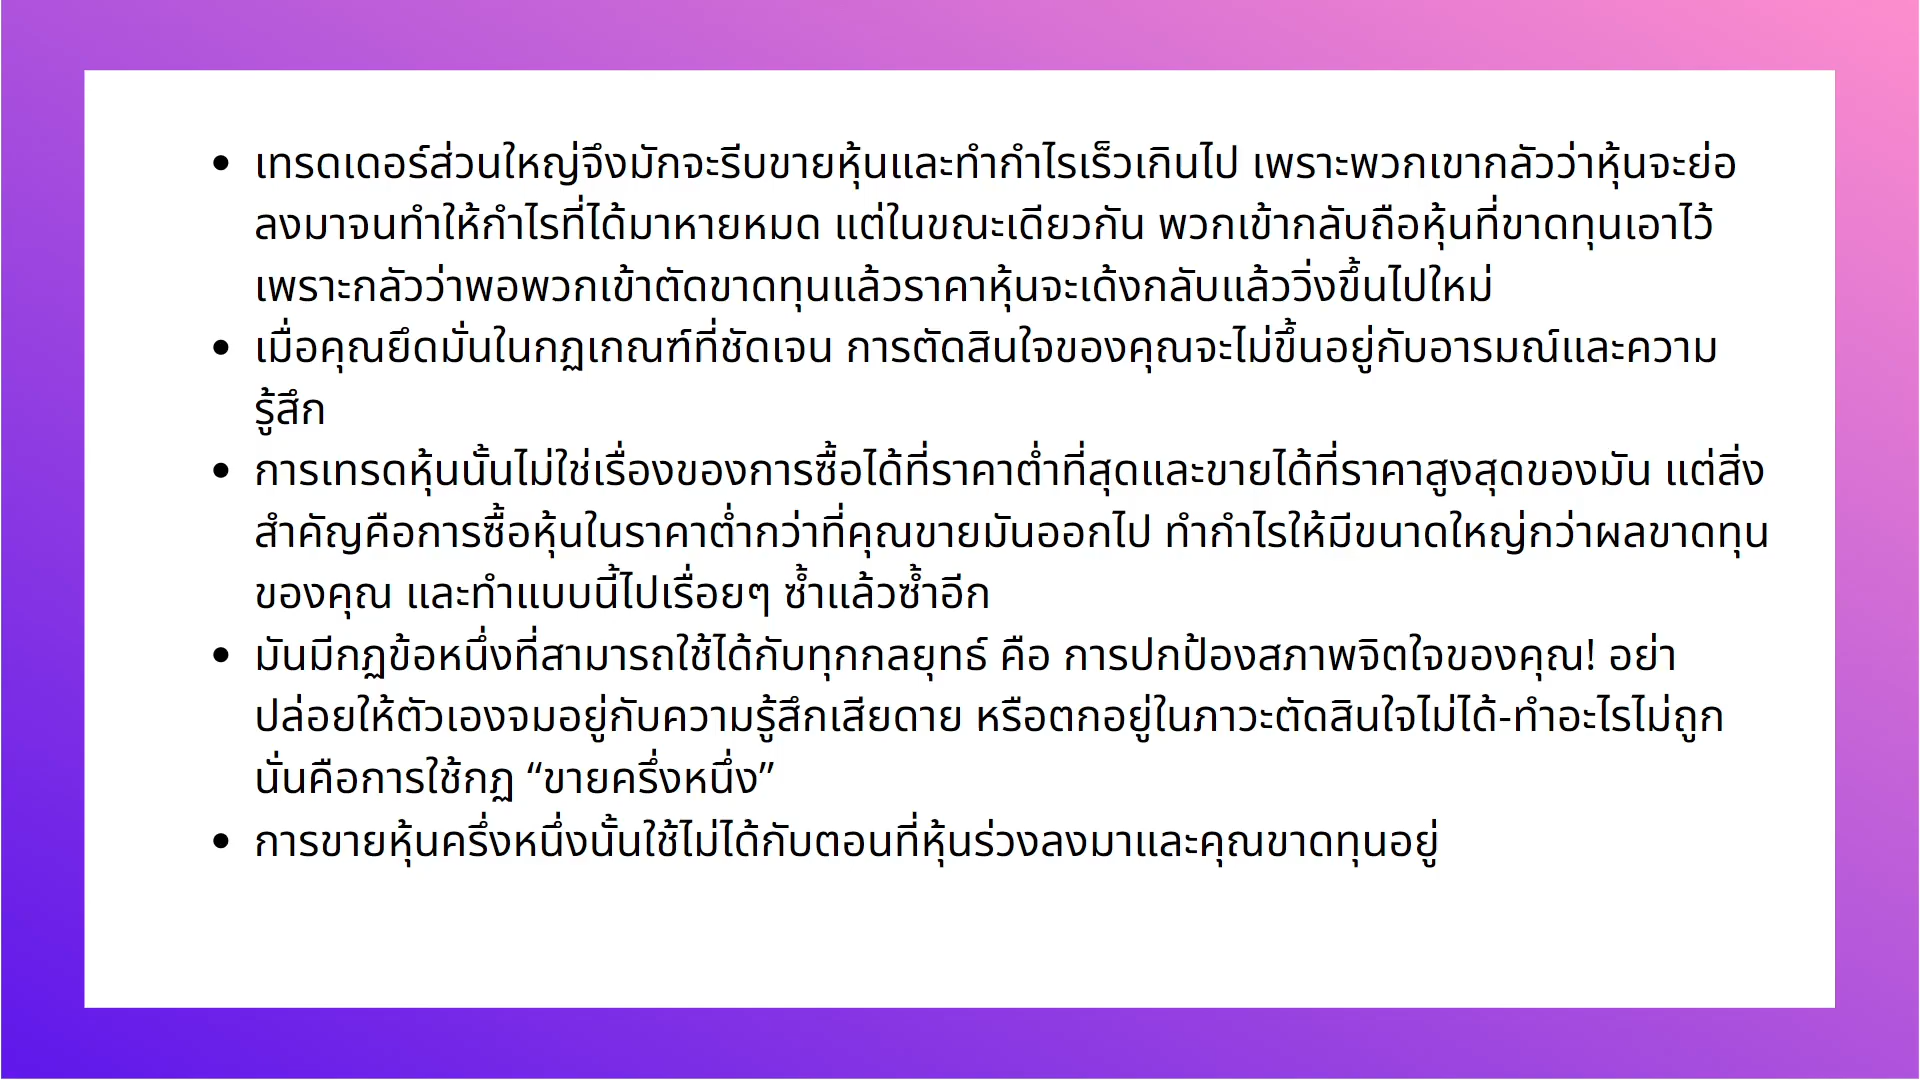 • เทรดเดอร์ส่วนใหญ่จึงมักจะรีบขายหุ้นและทำกำไรเร็วเกินไป เพราะพวกเขากลัวว่าหุ้นจะย่อ
ลงมาจนทำให้กำไรที่ได้มาหายหมด แต่ในขณะเดียวกัน พวกเข้ากลับถือหุ้นที่ขาดทุนเอาไว้
เพราะกลัวว่าพอพวกเข้าตัดขาดทุนแล้วราคาหุ้นจะเด้งกลับแล้ววิ่งขึ้นไปใหม่
• เมื่อคุณยึดมั่นในกฏเกณฑ์ที่ชัดเจน การตัดสินใจของคุณจะไม่ขึ้นอยู่กับอารมณ์และความ
รู้สึก
• การเทรดหุ้นนั้นไม่ใช่เรื่องของการซื้อได้ที่ราคาต่ำที่สุดและขายได้ที่ราคาสูงสุดของมัน แต่สิ่ง
สำคัญคือการซื้อหุ้นในราคาต่ำกว่าที่คุณขายมันออกไป ทำกำไรให้มีขนาดใหญ่กว่าผลขาดทุน
ของคุณ และทำแบบนี้ไปเรื่อยๆ ซ้ำแล้วซ้ำอีก
• มันมีกฏข้อหนึ่งที่สามารถใช้ได้กับทุกกลยุทธ์ คือ การปกป้องสภาพจิตใจของคุณ! อย่า
ปล่อยให้ตัวเองจมอยู่กับความรู้สึกเสียดาย หรือตกอยู่ในภาวะตัดสินใจไม่ได้-ทำอะไรไม่ถูก
นั่นคือการใช้กฏ “ขายครึ่งหนึ่ง”
• การขายหุ้นครึ่งหนึ่งนั้นใช้ไม่ได้กับตอนที่หุ้นร่วงลงมาและคุณขาดทุนอยู่